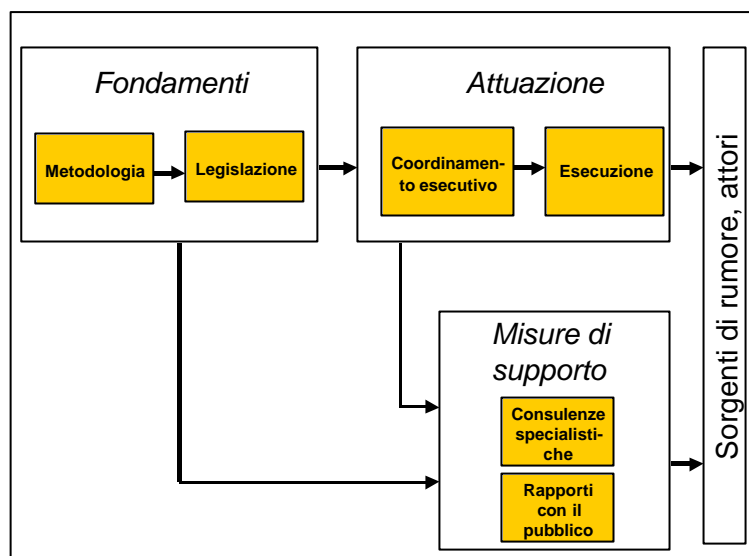 Fondamenti
Metodologia
Legislazione
Attuazione
Coordinamen-
to esecutivo
Esecuzione
Misure di
supporto
Consulenze
specialisti-
che
Rapporti
con il
pubblico
Sorgenti di rumore, attori